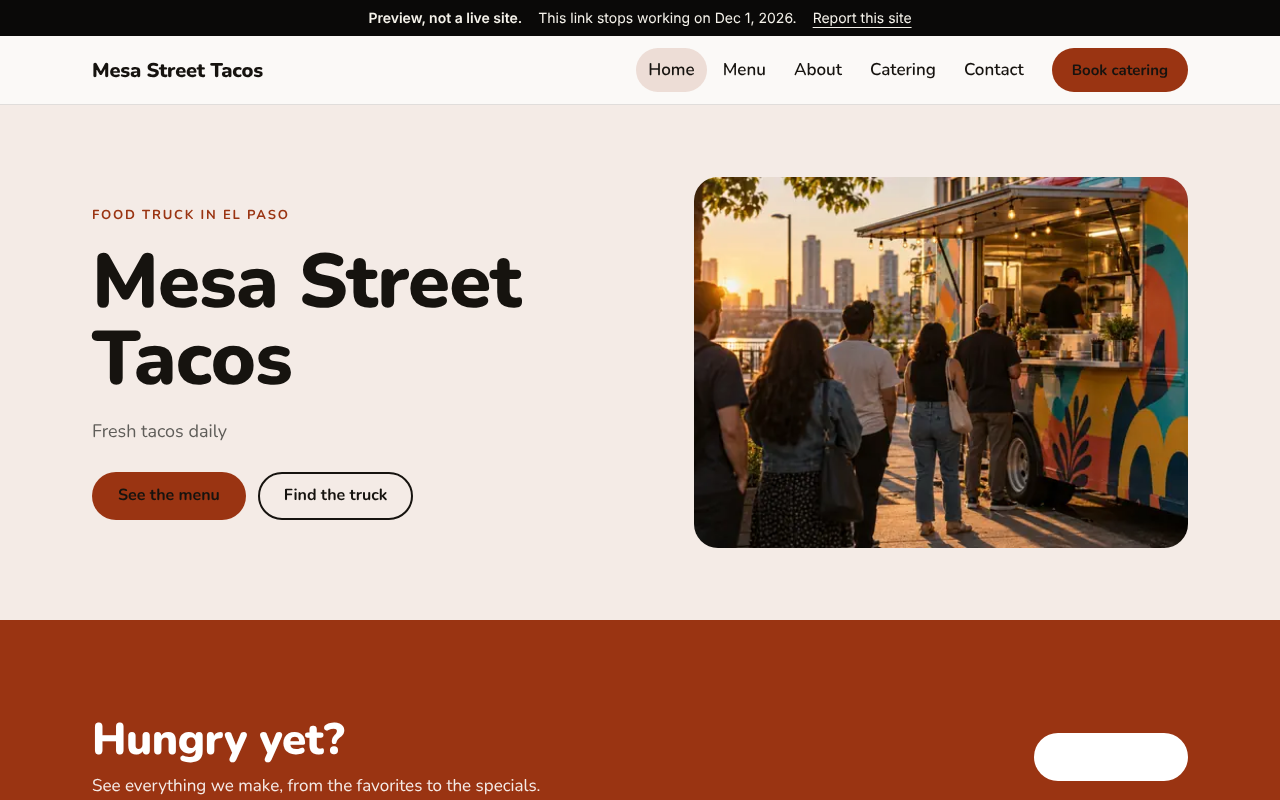 Preview, not a live site. This link stops working on Dec 1, 2026. Report this site
Mesa Street Tacos
Home Menu About Catering Contact Book catering
FOOD TRUCK IN EL PASO
Mesa Street
Tacos
Fresh tacos daily
See the menu Find the truck
Hungry yet?
See everything we make, from the favorites to the specials.